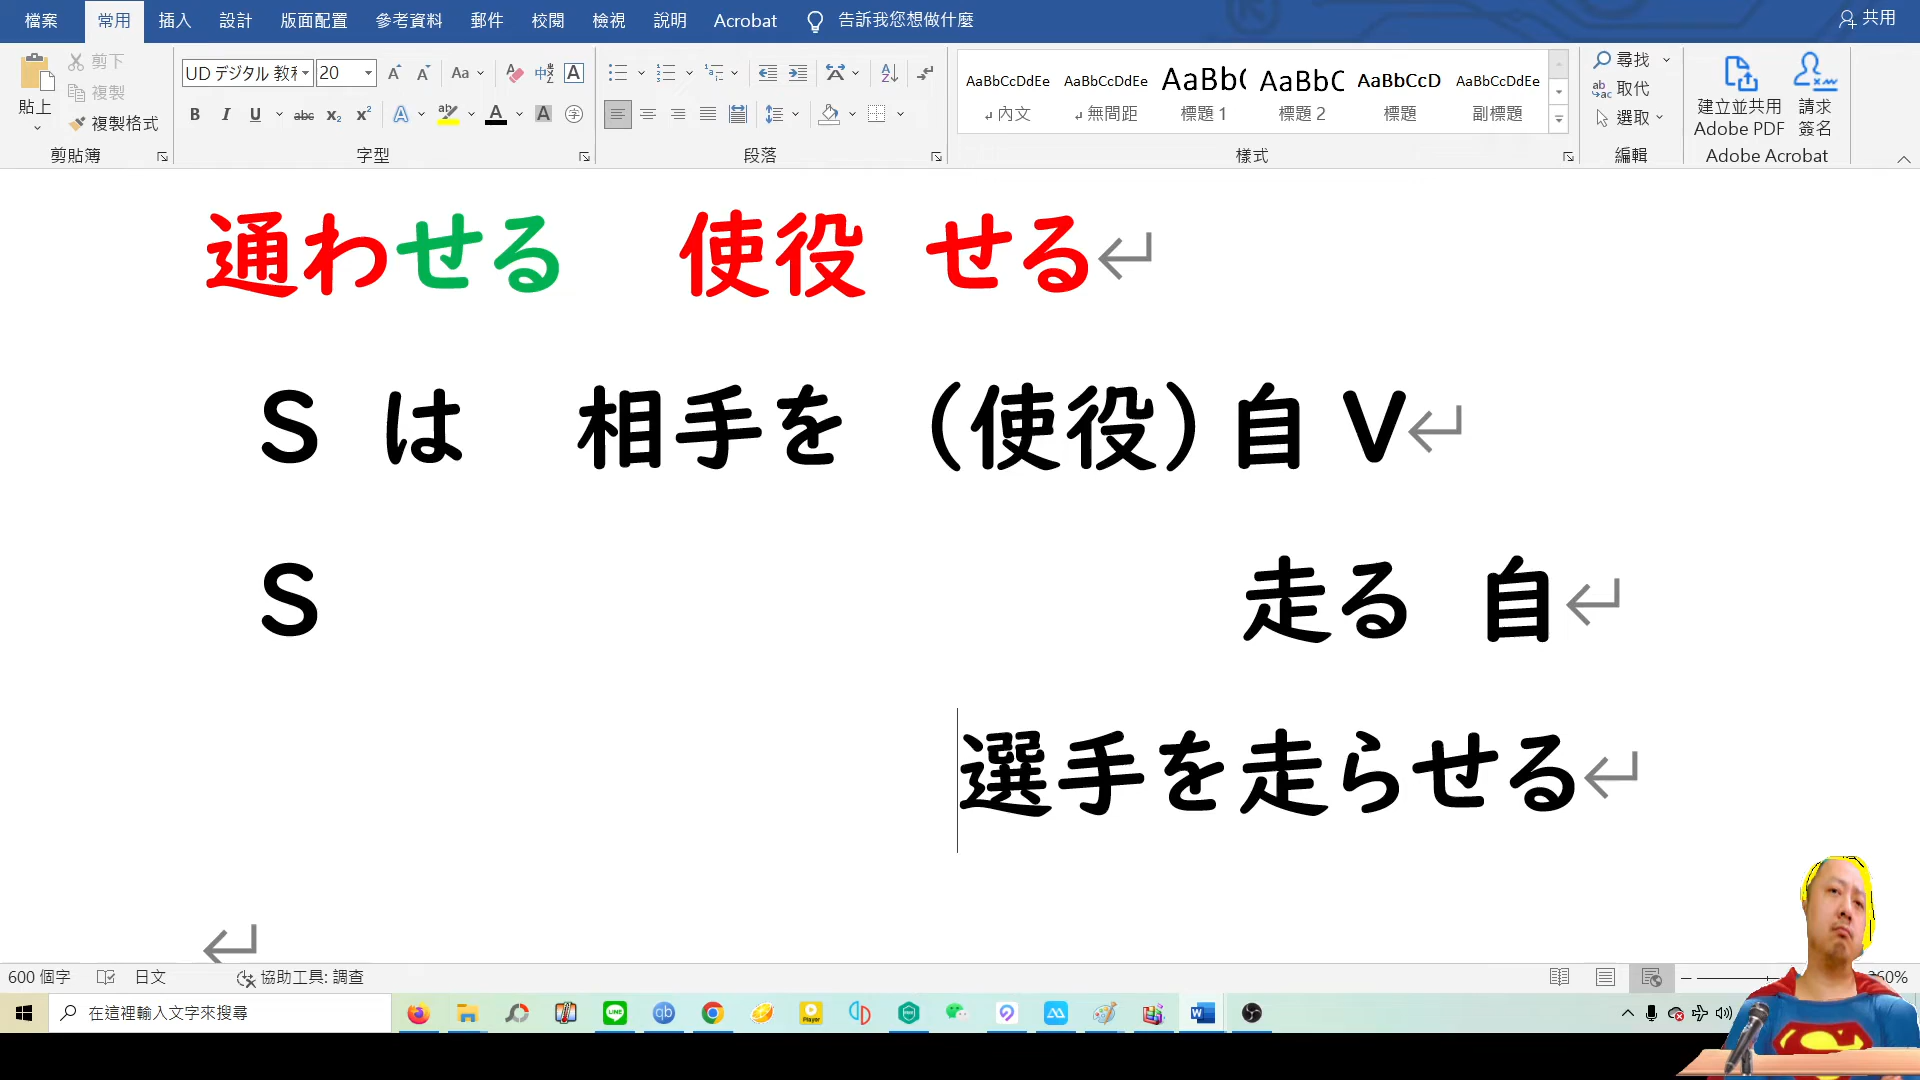 檔案 常用 插入 設計 版面配置 參考資料 郵件 校閱 檢視 說明 Acrobat 告訴我您想做什麼 共用
貼上 剪下 複製 複製格式 剪貼簿
UD デジタル 教科 20 字型
段落
AaBbCcDdEe AaBbCcDdEe AaBb( AaBbC AaBbCcD AaBbCcDdEe
內文 無間距 標題 1 標題 2 標題 副標題
樣式
尋找 取代 選取 編輯
建立並共用 Adobe PDF 請求 簽名
Adobe Acrobat
通わせる 使役 せる
S は 相手を (使役) 自 V
S 走る 自
選手を走らせる
600 個字 日文 協助工具: 調查
在這裡輸入文字來搜尋